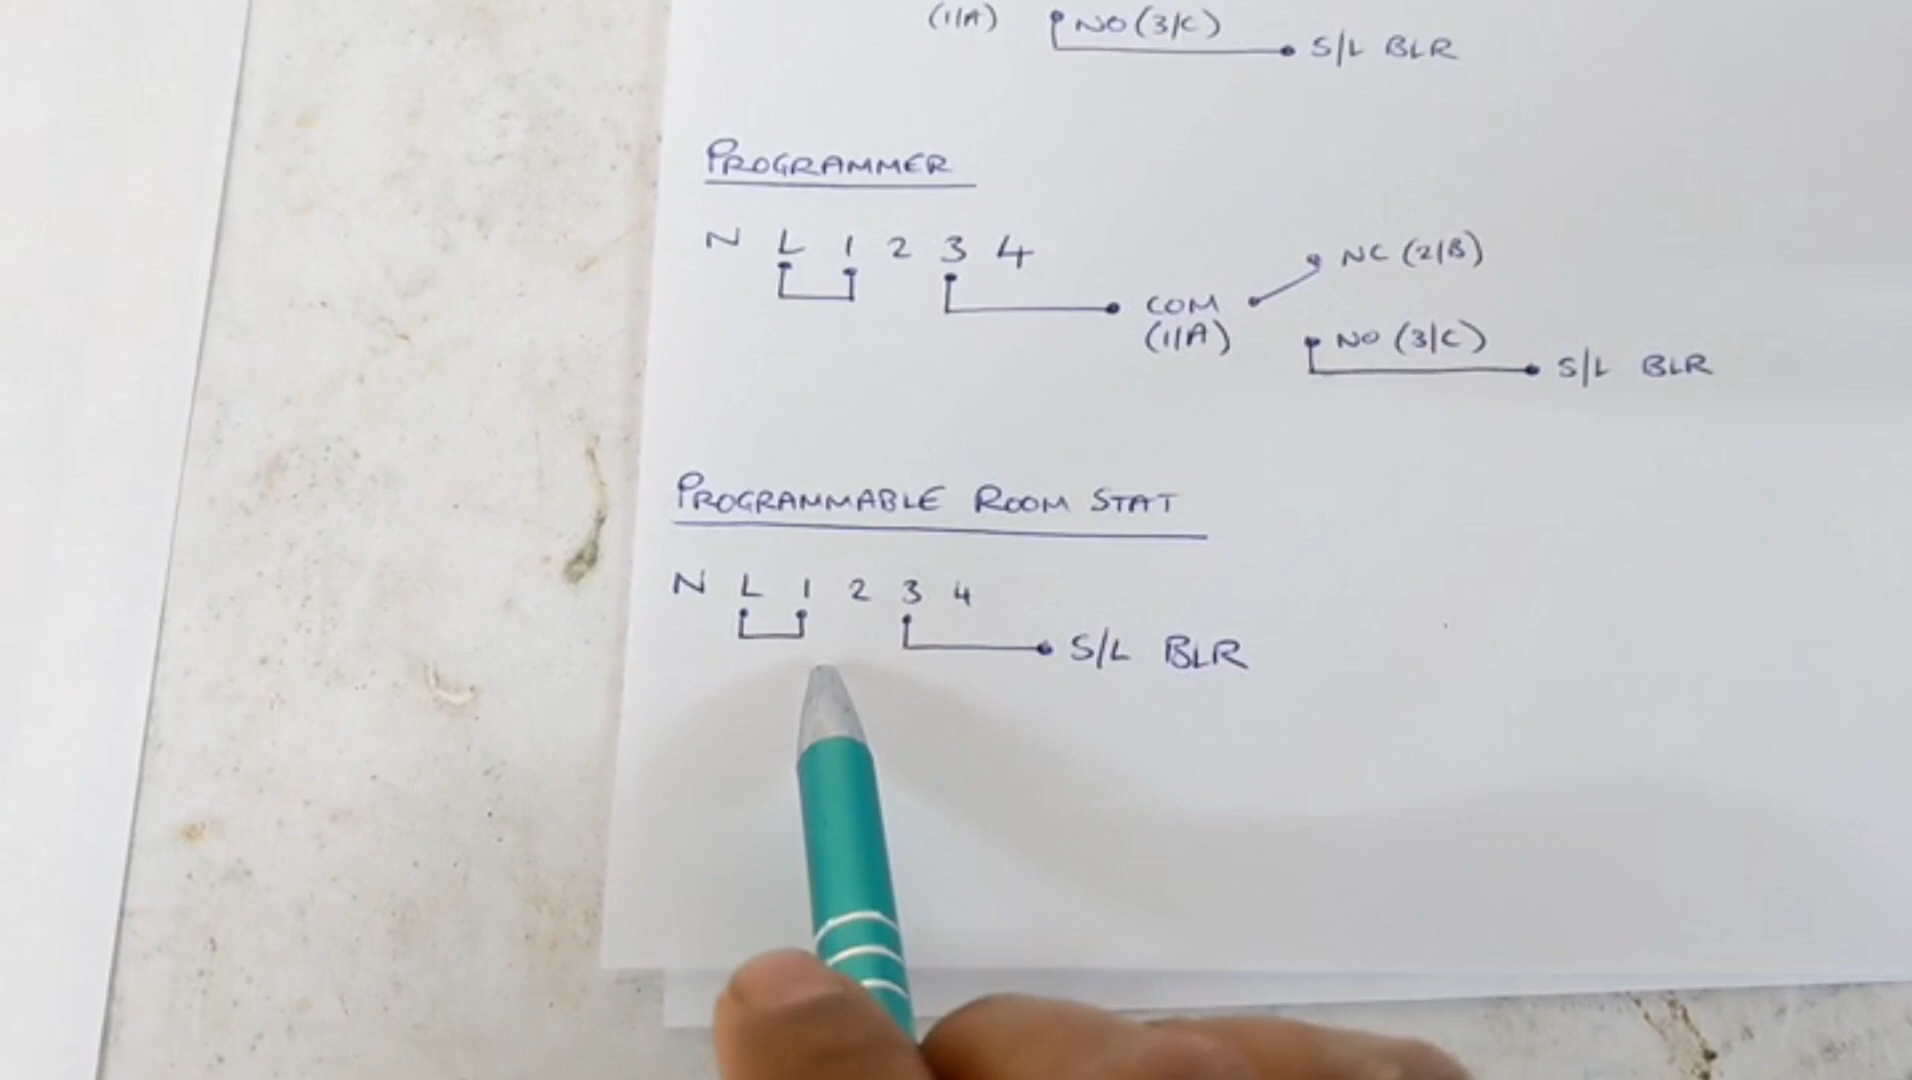 (1/A) NO (3/C)
S/L BLR
PROGRAMMER
N L 1 2 3 4
NC (2/B)
COM
(1/A)
NO (3/C)
S/L BLR
PROGRAMMABLE ROOM STAT
N L 1 2 3 4
S/L BLR